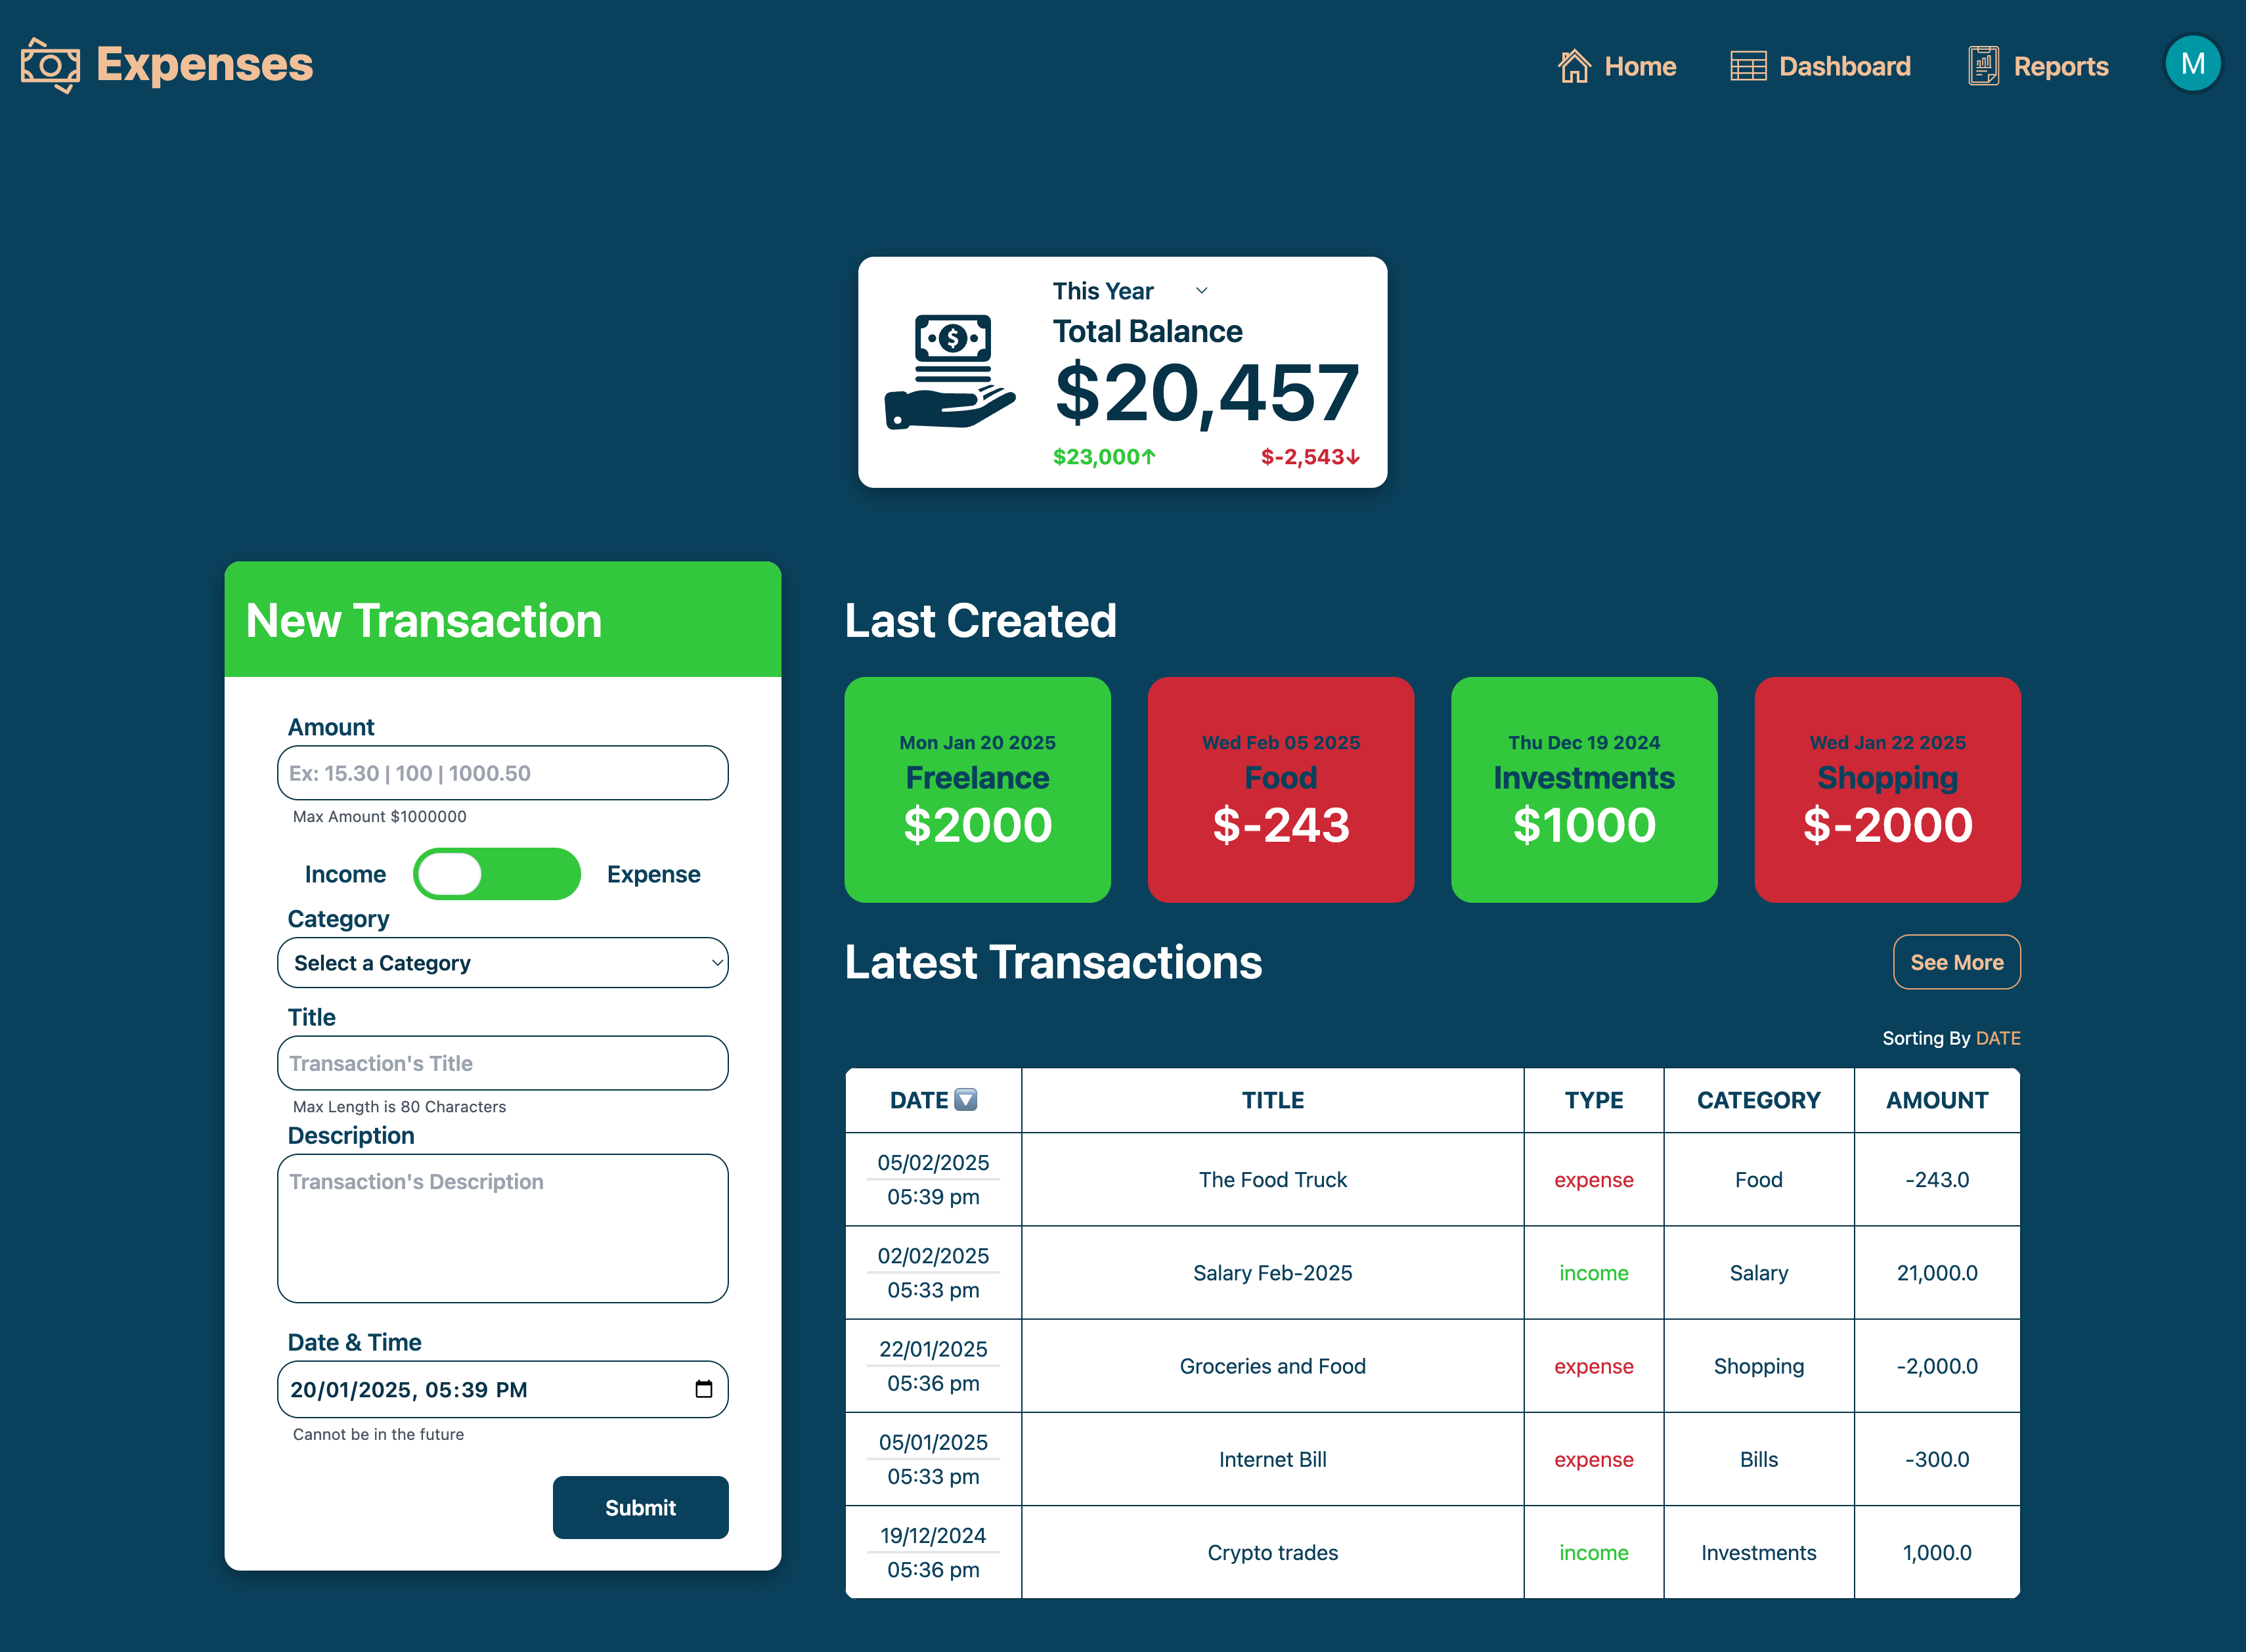 Expenses
Home
Dashboard
Reports
M
This Year
Total Balance
$20,457
$23,000↑
$-2,543↓
New Transaction
Amount
Ex: 15.30 | 100 | 1000.50
Max Amount $1000000
Income
Expense
Category
Select a Category
Title
Transaction's Title
Max Length is 80 Characters
Description
Transaction's Description
Date & Time
20/01/2025, 05:39 PM
Cannot be in the future
Submit
Last Created
Mon Jan 20 2025
Freelance
$2000
Wed Feb 05 2025
Food
$-243
Thu Dec 19 2024
Investments
$1000
Wed Jan 22 2025
Shopping
$-2000
Latest Transactions
See More
Sorting By DATE
DATE TITLE TYPE CATEGORY AMOUNT
05/02/2025
05:39 pm
The Food Truck expense Food -243.0
02/02/2025
05:33 pm
Salary Feb-2025 income Salary 21,000.0
22/01/2025
05:36 pm
Groceries and Food expense Shopping -2,000.0
05/01/2025
05:33 pm
Internet Bill expense Bills -300.0
19/12/2024
05:36 pm
Crypto trades income Investments 1,000.0